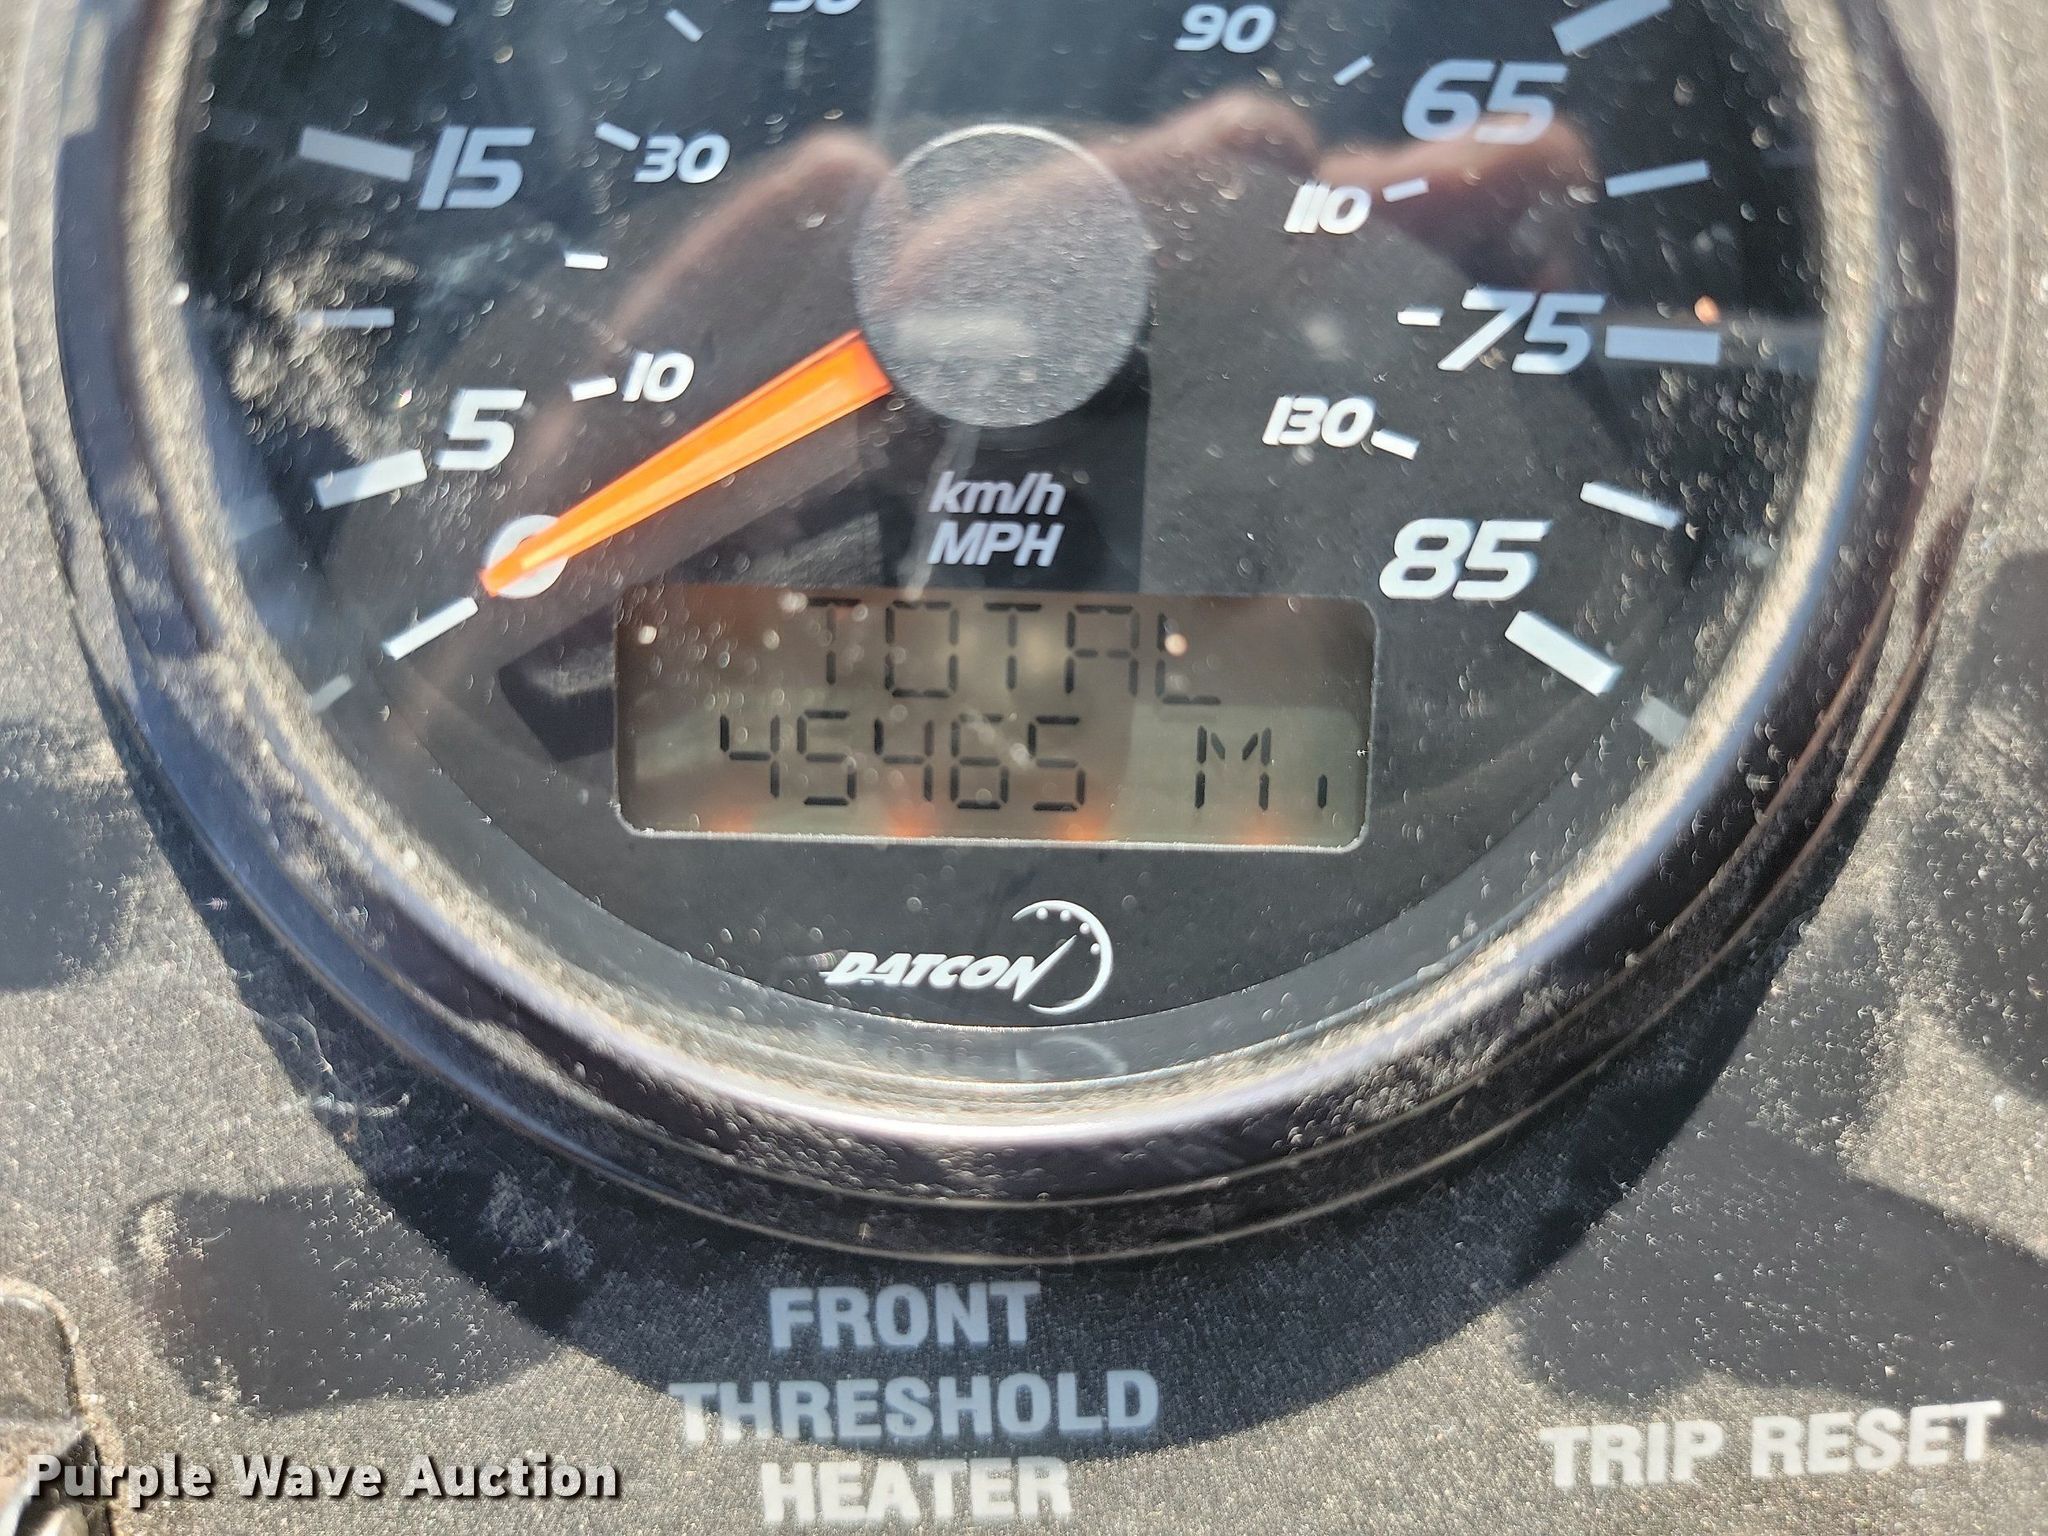 90
65
15
30
110
75
10
5
130
km/h
MPH
0
85
TOTAL
45465 Mi
DATCON
FRONT
THRESHOLD
HEATER
TRIP RESET
Purple Wave Auction